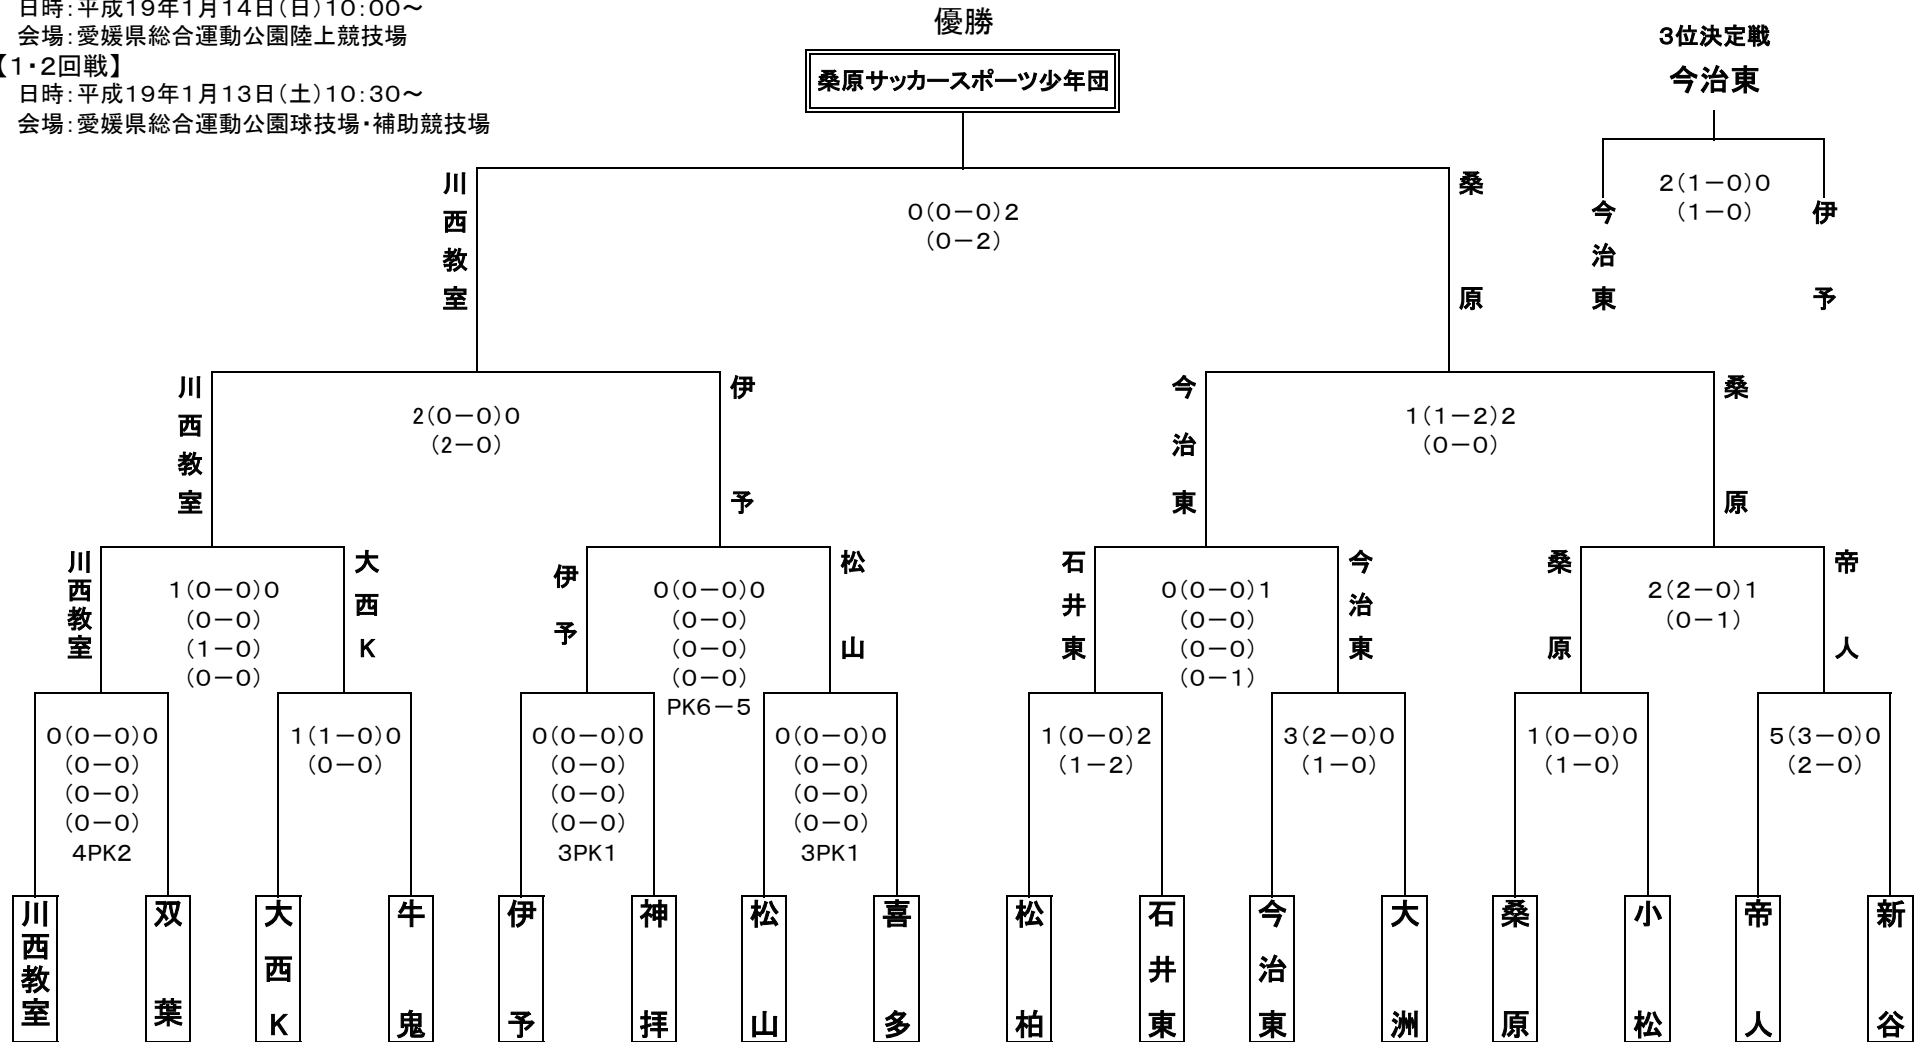 日時：平成19年1月14日（日）10：00～
会場：愛媛県総合運動公園陸上競技場
【1・2回戦】
日時：平成19年1月13日（土）10：30～
会場：愛媛県総合運動公園球技場・補助競技場
優勝
桑原サッカースポーツ少年団
3位決定戦
今治東
2（1－0）0
（1－0）
今治東
伊予
川西教室
0（0－0）2
（0－2）
桑原
川西教室
2（0－0）0
（2－0）
伊予
今治東
1（1－2）2
（0－0）
桑原
川西教室
1（0－0）0
（0－0）
（1－0）
（0－0）
大西K
伊予
0（0－0）0
（0－0）
（0－0）
（0－0）
PK6－5
松山
石井東
0（0－0）1
（0－0）
（0－0）
（0－1）
今治東
桑原
2（2－0）1
（0－1）
帝人
0（0－0）0
（0－0）
（0－0）
（0－0）
4PK2
1（1－0）0
（0－0）
0（0－0）0
（0－0）
（0－0）
（0－0）
3PK1
0（0－0）0
（0－0）
（0－0）
（0－0）
3PK1
1（0－0）2
（1－2）
3（2－0）0
（1－0）
1（0－0）0
（1－0）
5（3－0）0
（2－0）
川西教室
双葉
大西K
牛鬼
伊予
神拝
松山
喜多
松柏
石井東
今治東
大洲
桑原
小松
帝人
新谷